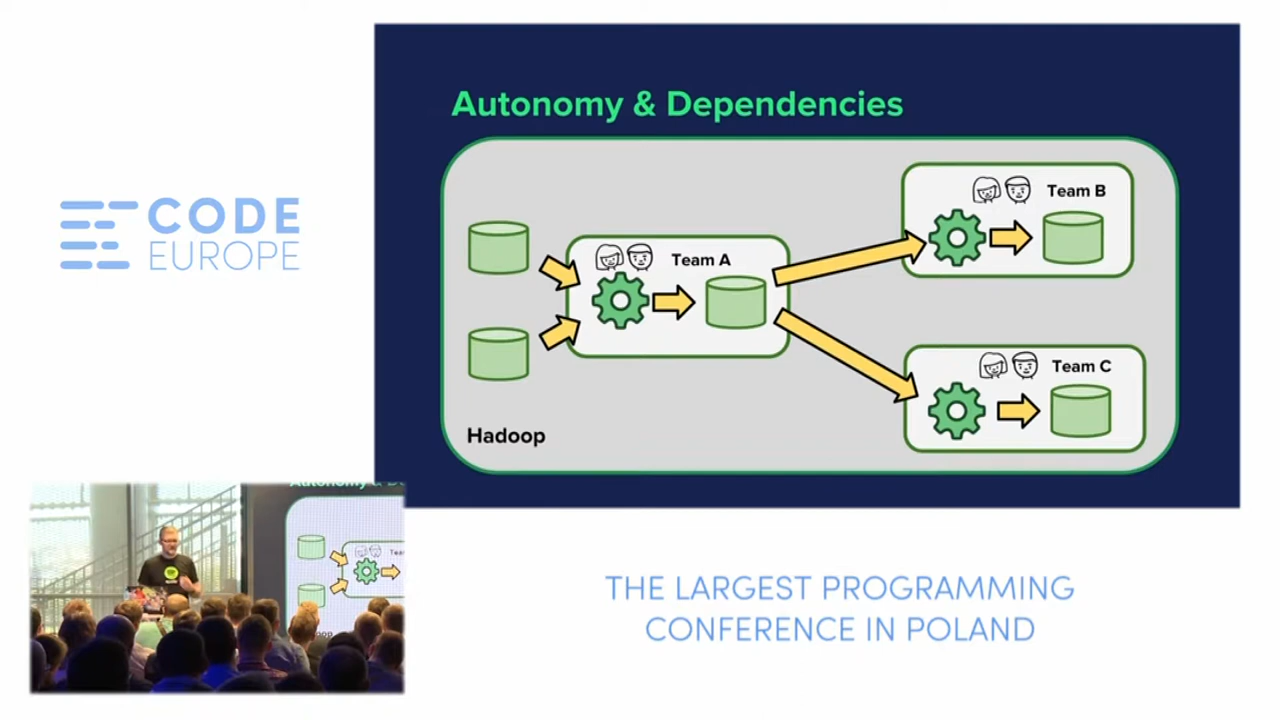 CODE
EUROPE
Autonomy & Dependencies
Team A
Team B
Team C
Hadoop
THE LARGEST PROGRAMMING
CONFERENCE IN POLAND